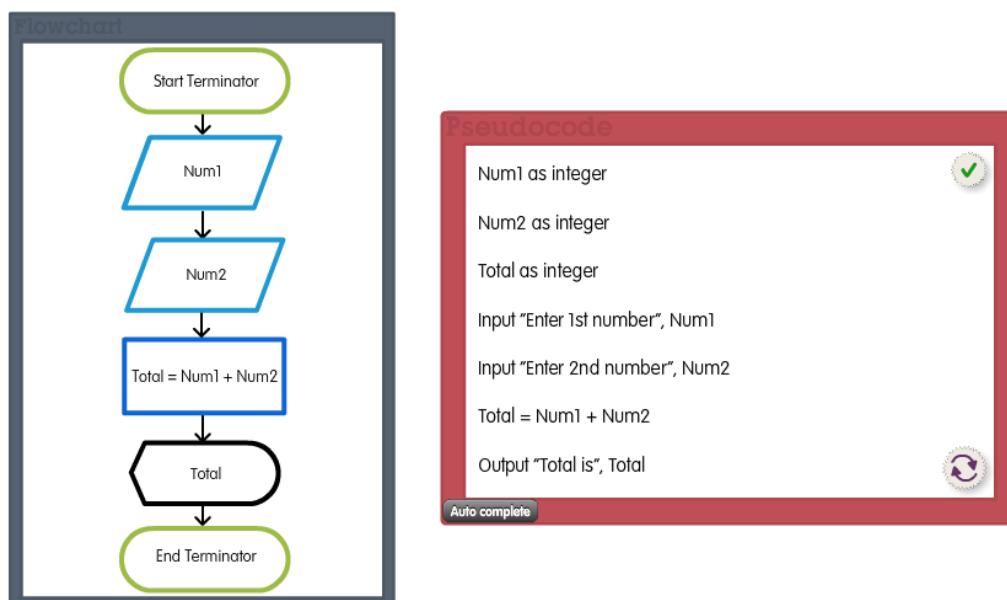 Flowchart
Start Terminator
Num1
Num2
Total = Num1 + Num2
Total
End Terminator
Pseudocode
Num1 as integer
Num2 as integer
Total as integer
Input “Enter 1st number”, Num1
Input “Enter 2nd number”, Num2
Total = Num1 + Num2
Output “Total is”, Total
Auto complete